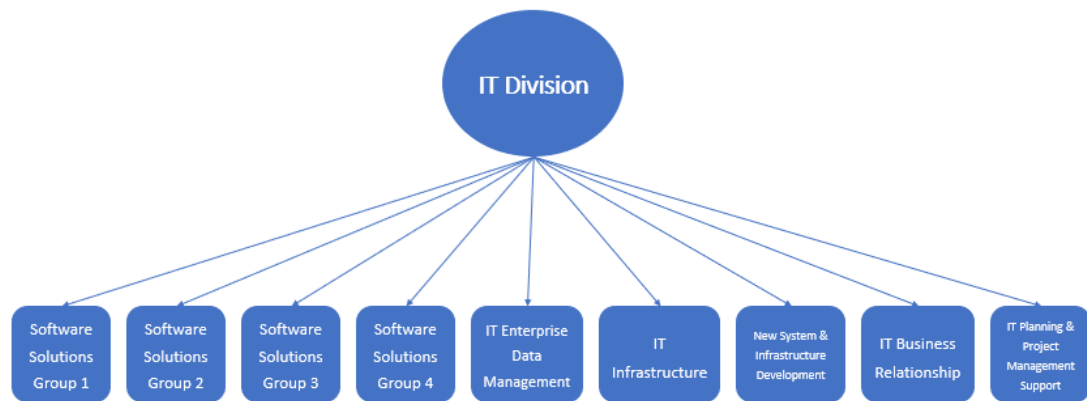 IT Division
Software
Solutions
Group 1
Software
Solutions
Group 2
Software
Solutions
Group 3
Software
Solutions
Group 4
IT Enterprise
Data
Management
IT
Infrastructure
New System &
Infrastructure
Development
IT Business
Relationship
IT Planning &
Project
Management
Support